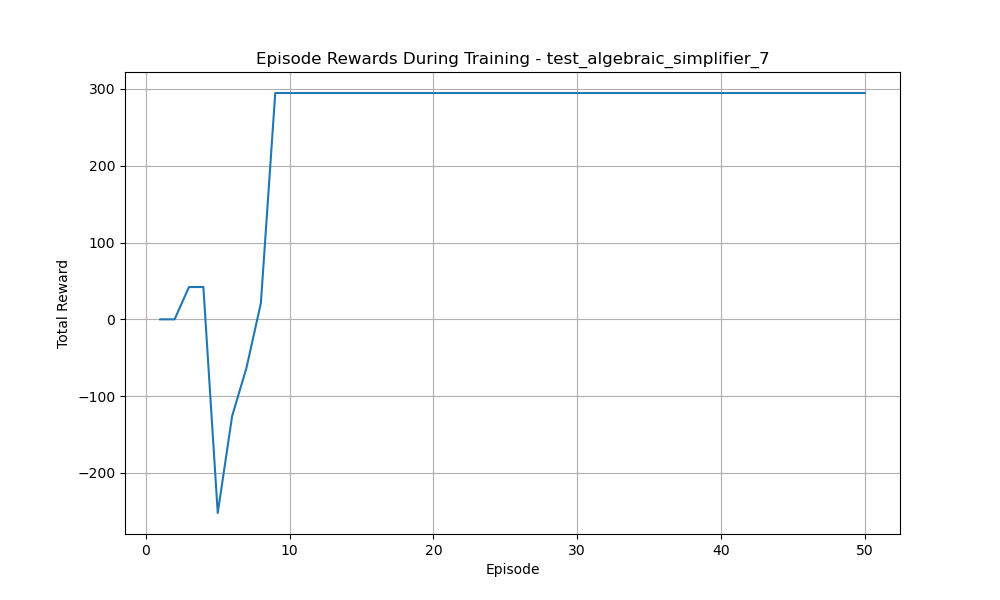 Episode Rewards During Training - test_algebraic_simplifier_7
300
200
100
0
−100
−200
Total Reward
0 10 20 30 40 50
Episode